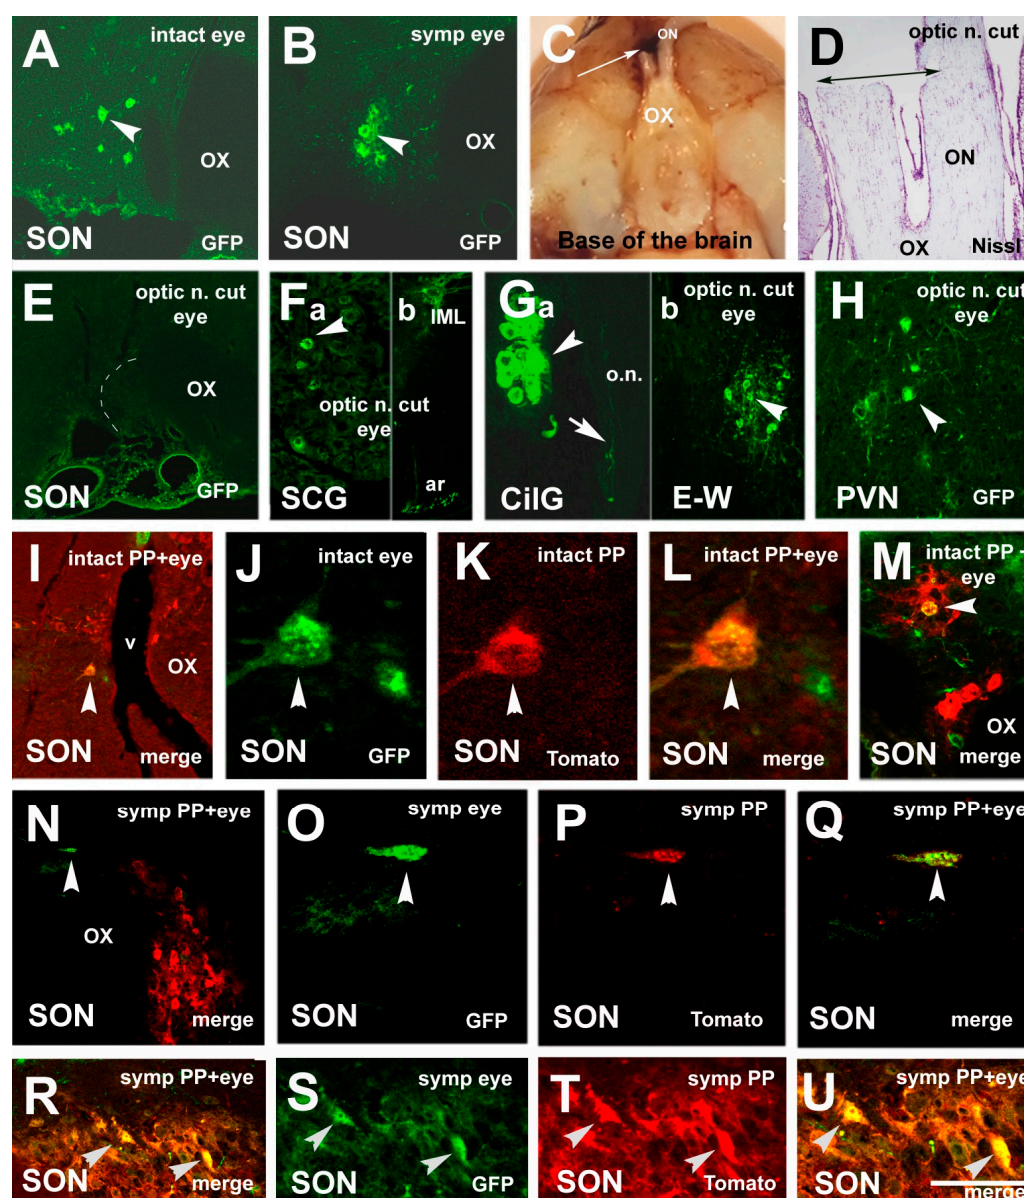 A
intact eye
OX
SON
GFP
B
symp eye
OX
SON
GFP
C
ON
OX
Base of the brain
D
optic n. cut
ON
OX
Nissl
E
optic n. cut
eye
OX
SON
GFP
Fa
b
IML
optic n. cut
eye
ar
SCG
Ga
o.n.
CilG
b
optic n. cut
eye
E-W
H
optic n. cut
eye
PVN
GFP
I
intact PP+eye
v
OX
SON
merge
J
intact eye
SON
GFP
K
intact PP
SON
Tomato
L
intact PP+eye
SON
merge
M
intact PP -
eye
OX
SON
merge
N
symp PP+eye
OX
SON
merge
O
symp eye
SON
GFP
P
symp PP
SON
Tomato
Q
symp PP+eye
SON
merge
R
symp PP+eye
SON
merge
S
symp eye
SON
GFP
T
symp PP
SON
Tomato
U
symp PP+eye
SON
merge